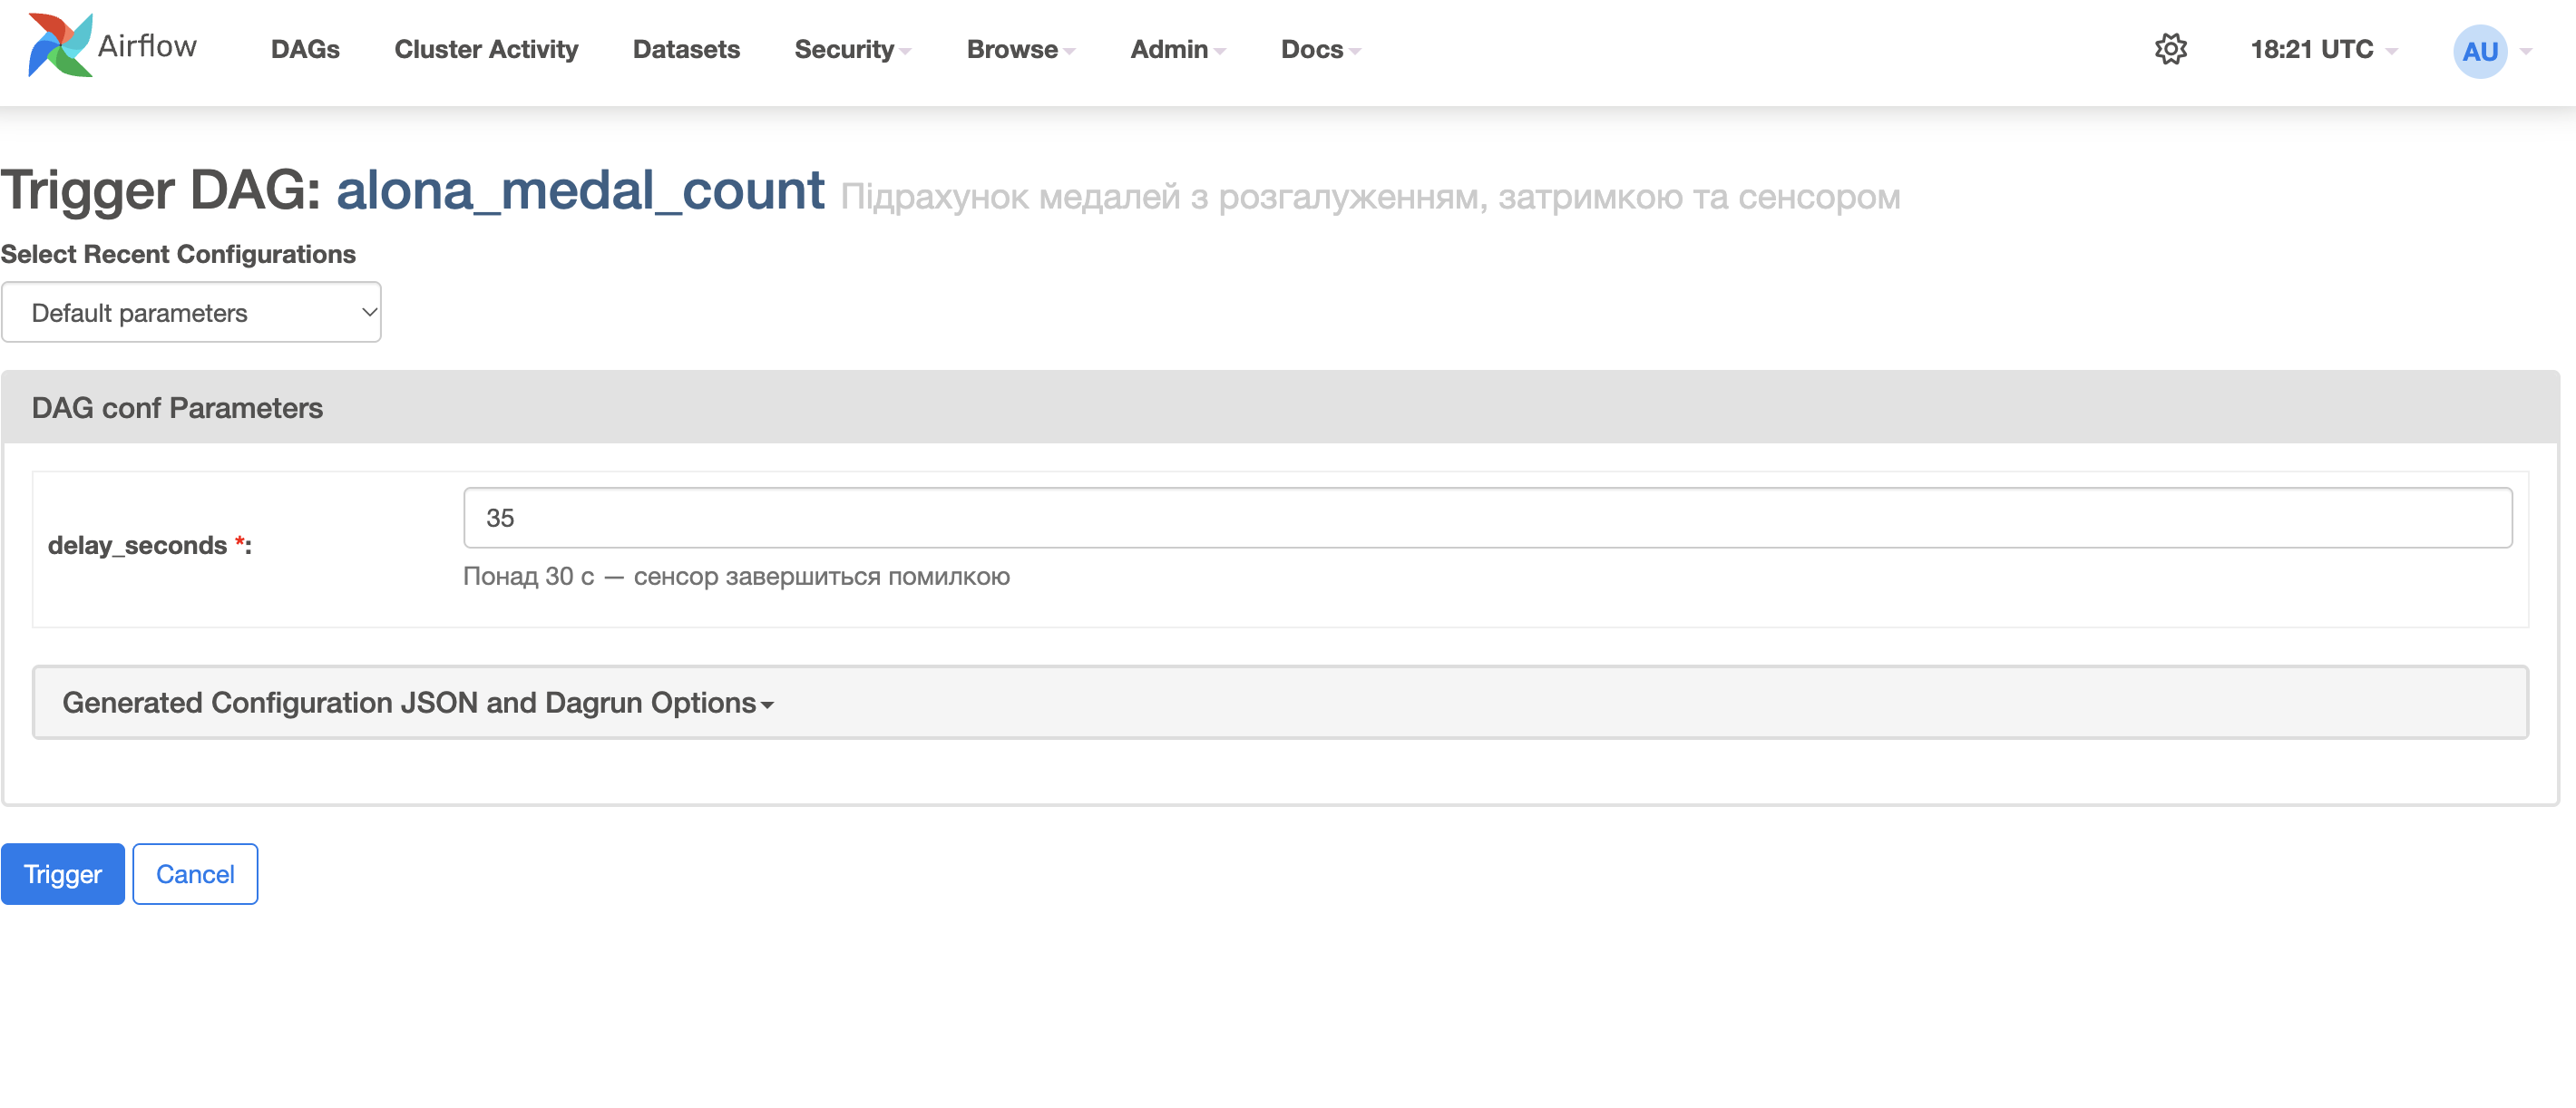 Airflow DAGs Cluster Activity Datasets Security Browse Admin Docs 18:21 UTC AU
Trigger DAG: alona_medal_count Підрахунок медалей з розгалуженням, затримкою та сенсором
Select Recent Configurations
Default parameters
DAG conf Parameters
35
delay_seconds *:
Понад 30 с — сенсор завершиться помилкою
Generated Configuration JSON and Dagrun Options
Trigger Cancel